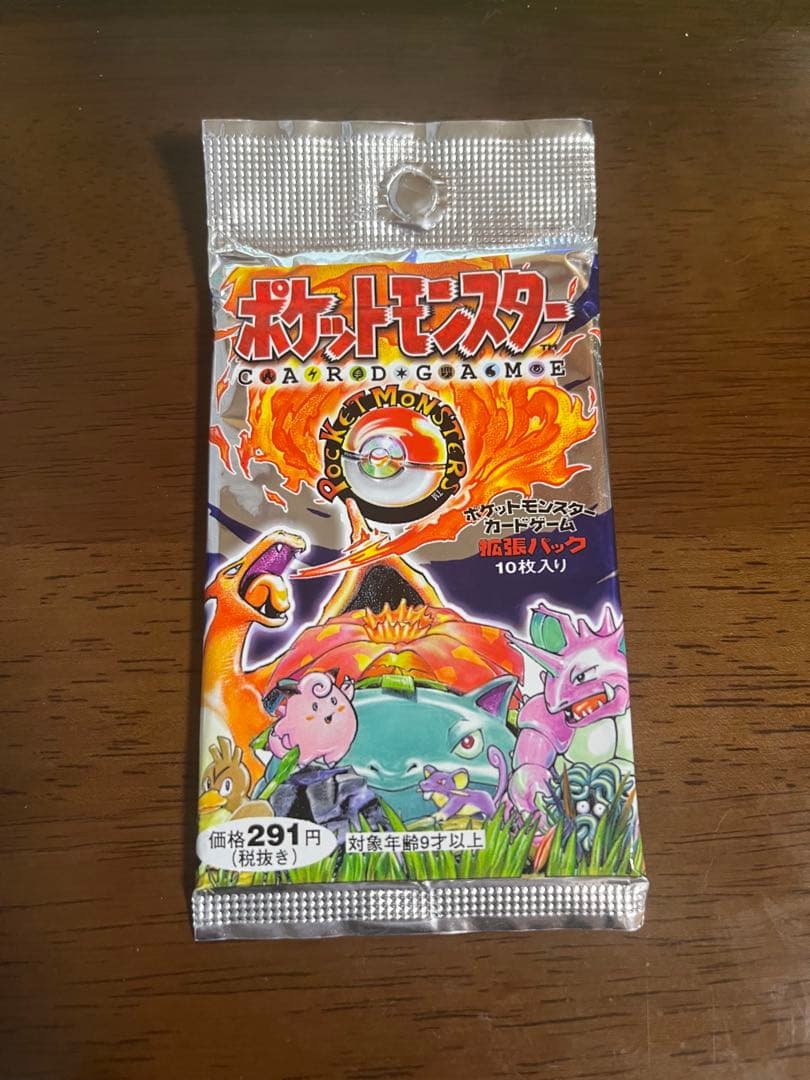 ポケットモンスター
TM
CARD GAME
POCKET MONSTERS
TM
ポケットモンスター
カードゲーム
拡張パック
10枚入り
価格291円
(税抜き)
対象年齢9才以上